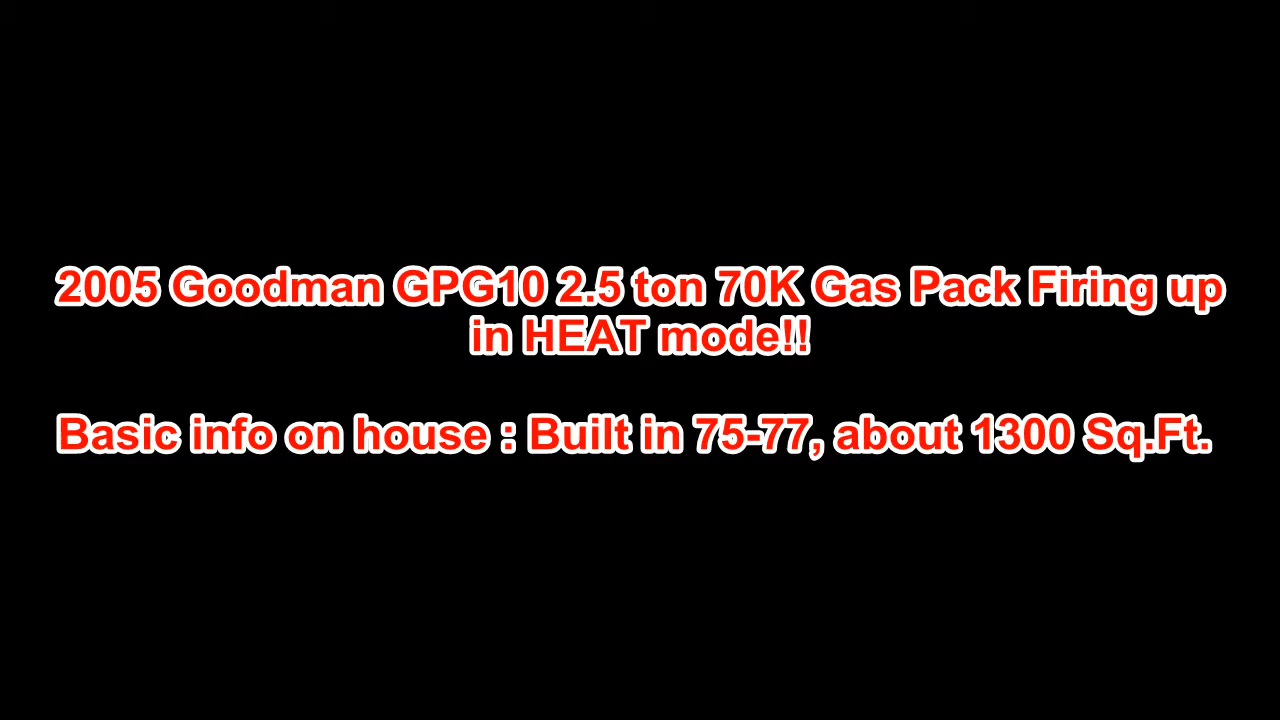 2005 Goodman GPG10 2.5 ton 70K Gas Pack Firing up
in HEAT mode!!
Basic info on house : Built in 75-77, about 1300 Sq.Ft.